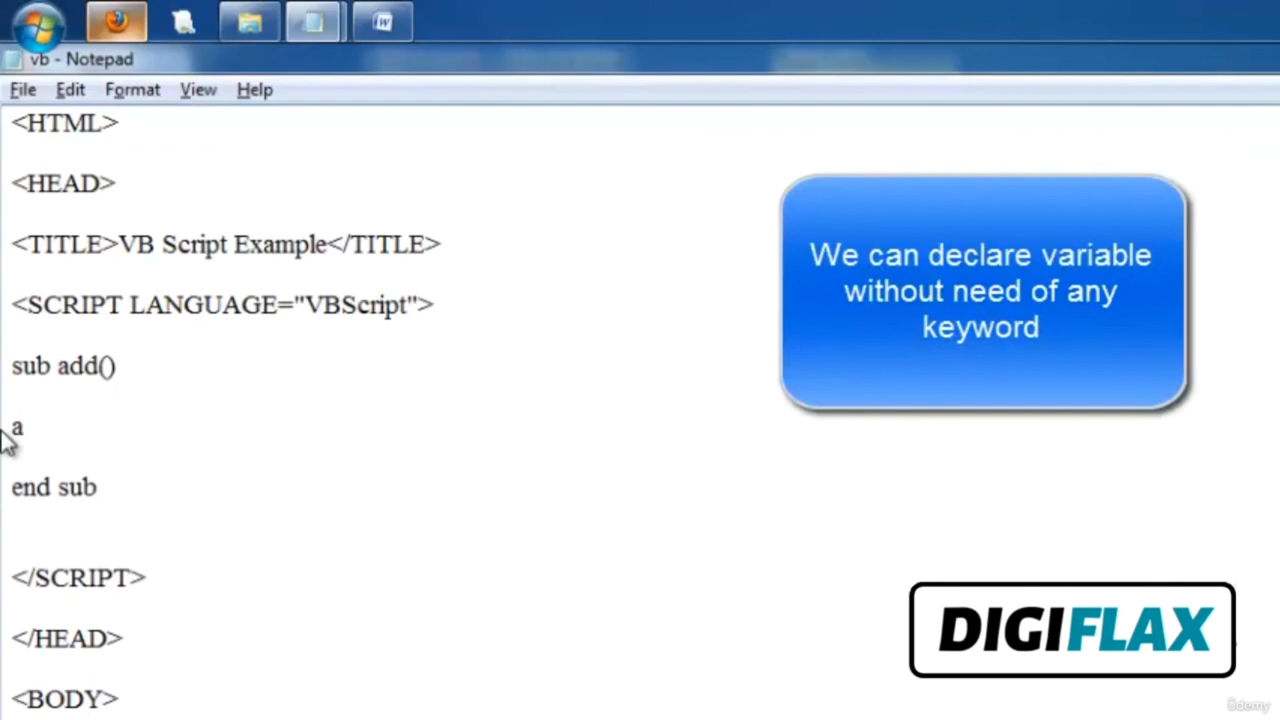 vb - Notepad
File Edit Format View Help
<HTML>
<HEAD>
<TITLE>VB Script Example</TITLE>
<SCRIPT LANGUAGE="VBScript">
sub add()
a
end sub
</SCRIPT>
</HEAD>
<BODY>
We can declare variable
without need of any
keyword
DIGIFLAX
Udemy